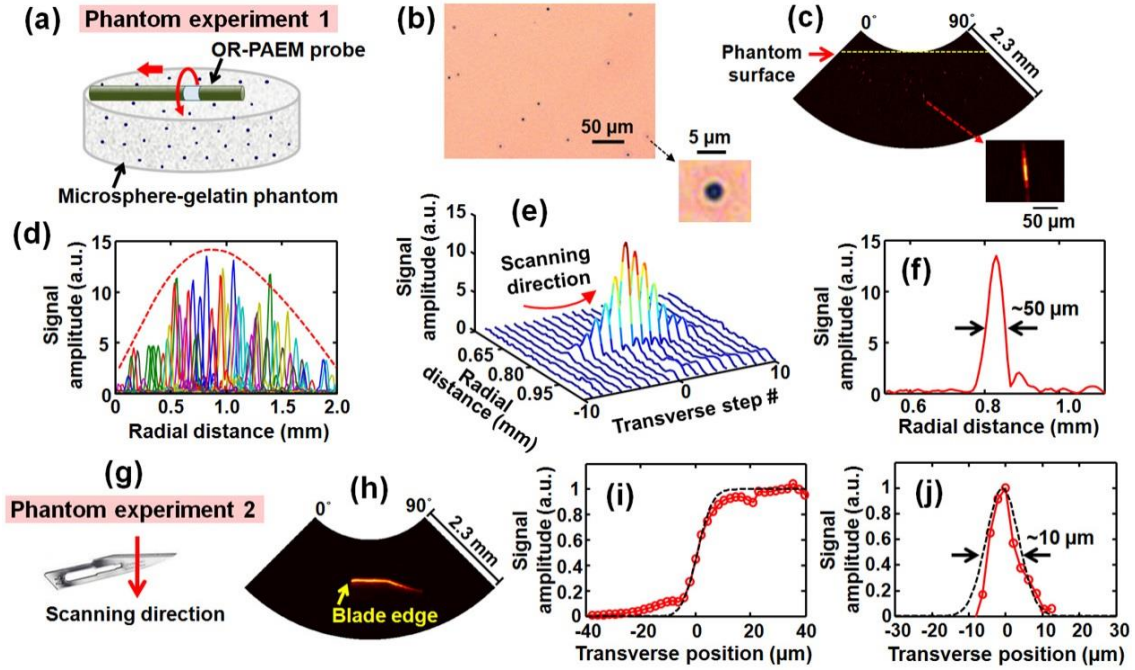 (a)
Phantom experiment 1
OR-PAEM probe
Microsphere-gelatin phantom
(b)
50 µm
5 µm
(c)
0°
90°
2.3 mm
Phantom
surface
50 µm
(d)
Signal
amplitude (a.u.)
15
10
5
0
0 0.5 1.0 1.5 2.0
Radial distance (mm)
(e)
Signal
amplitude (a.u.)
15
10
5
0
Scanning
direction
0.65
0.80
0.95
Radial
distance (mm)
-10 0 10
Transverse step #
(f)
Signal
amplitude (a.u.)
15
10
5
0
~50 µm
0.6 0.8 1.0
Radial distance (mm)
(g)
Phantom experiment 2
Scanning direction
(h)
0°
90°
2.3 mm
Blade edge
(i)
Signal
amplitude (a.u.)
1
0.8
0.6
0.4
0.2
0
-40 -20 0 20 40
Transverse position (µm)
(j)
Signal
amplitude (a.u.)
1
0.8
0.6
0.4
0.2
0
~10 µm
-30 -20 -10 0 10 20 30
Transverse position (µm)